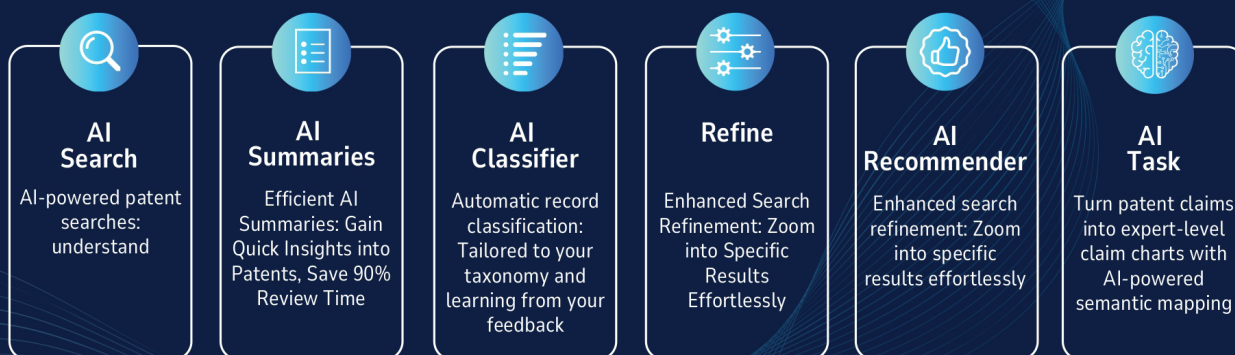 AI
Search
AI-powered patent
searches:
understand
AI
Summaries
Efficient AI
Summaries: Gain
Quick Insights into
Patents, Save 90%
Review Time
AI
Classifier
Automatic record
classification:
Tailored to your
taxonomy and
learning from your
feedback
Refine
Enhanced Search
Refinement: Zoom
into Specific
Results
Effortlessly
AI
Recommender
Enhanced search
refinement: Zoom
into specific
results effortlessly
AI
Task
Turn patent claims
into expert-level
claim charts with
AI-powered
semantic mapping